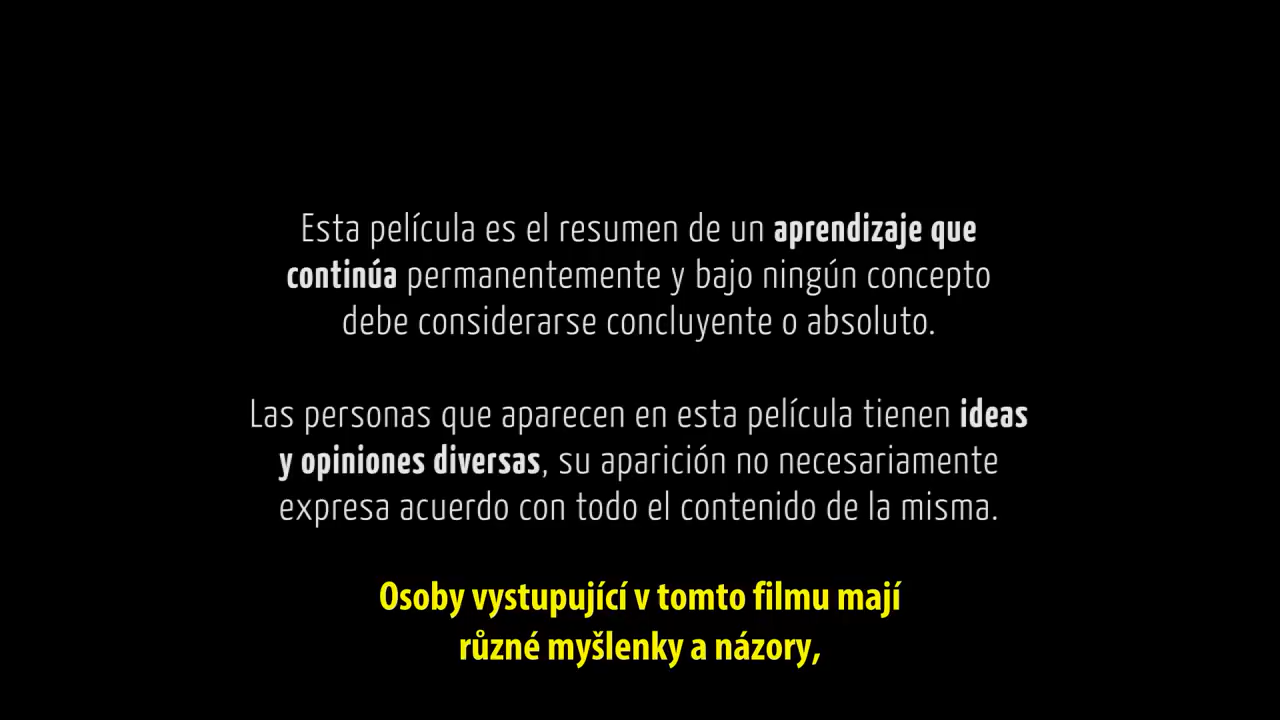 Esta película es el resumen de un aprendizaje que
continúa permanentemente y bajo ningún concepto
debe considerarse concluyente o absoluto.
Las personas que aparecen en esta película tienen ideas
y opiniones diversas, su aparición no necesariamente
expresa acuerdo con todo el contenido de la misma.
Osoby vystupující v tomto filmu mají
různé myšlenky a názory,